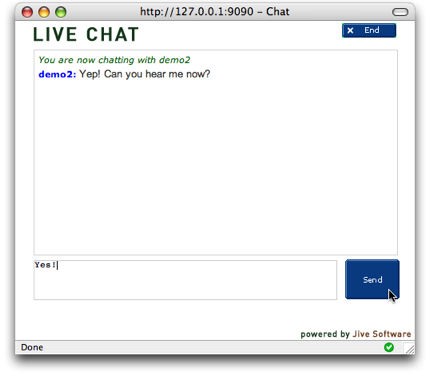 http://127.0.0.1:9090 – Chat
LIVE CHAT
End
You are now chatting with demo2
demo2: Yep! Can you hear me now?
Yes!
Send
powered by Jive Software
Done